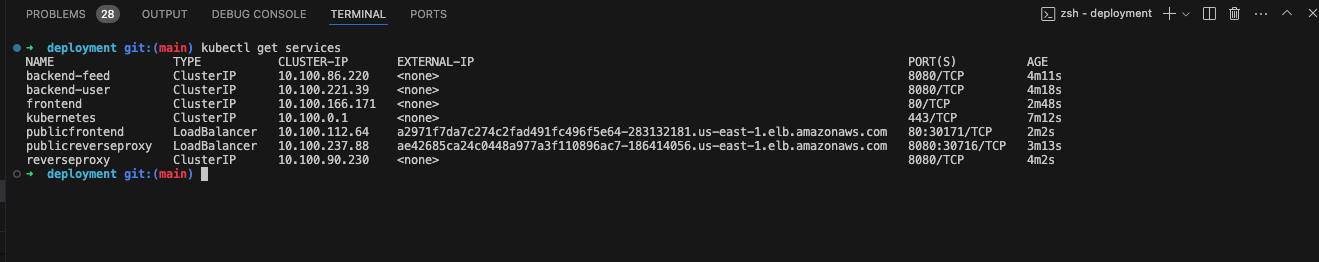 PROBLEMS 28 OUTPUT DEBUG CONSOLE TERMINAL PORTS zsh - deployment
➜ deployment git:(main) kubectl get services
NAME TYPE CLUSTER-IP EXTERNAL-IP PORT(S) AGE
backend-feed ClusterIP 10.100.86.220 <none> 8080/TCP 4m11s
backend-user ClusterIP 10.100.221.39 <none> 8080/TCP 4m18s
frontend ClusterIP 10.100.166.171 <none> 80/TCP 2m48s
kubernetes ClusterIP 10.100.0.1 <none> 443/TCP 7m12s
publicfrontend LoadBalancer 10.100.112.64 a2971f7da7c274c2fad491fc496f5e64-283132181.us-east-1.elb.amazonaws.com 80:30171/TCP 2m2s
publicreverseproxy LoadBalancer 10.100.237.88 ae42685ca24c0448a977a3f110896ac7-186414056.us-east-1.elb.amazonaws.com 8080:30716/TCP 3m13s
reverseproxy ClusterIP 10.100.90.230 <none> 8080/TCP 4m2s
➜ deployment git:(main)